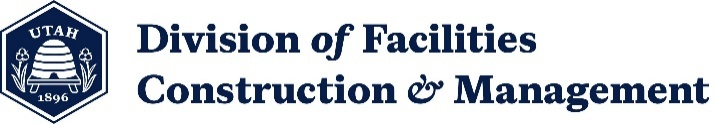 UTAH
1896
Division of Facilities
Construction & Management